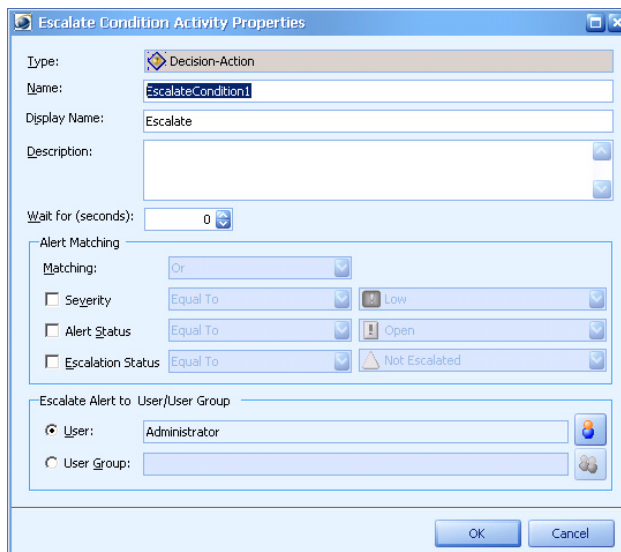 Escalate Condition Activity Properties
Type: Decision-Action
Name: EscalateCondition1
Display Name: Escalate
Description:
Wait for (seconds): 0
Alert Matching
Matching: Or
Severity Equal To Low
Alert Status Equal To Open
Escalation Status Equal To Not Escalated
Escalate Alert to User/User Group
User: Administrator
User Group:
OK Cancel